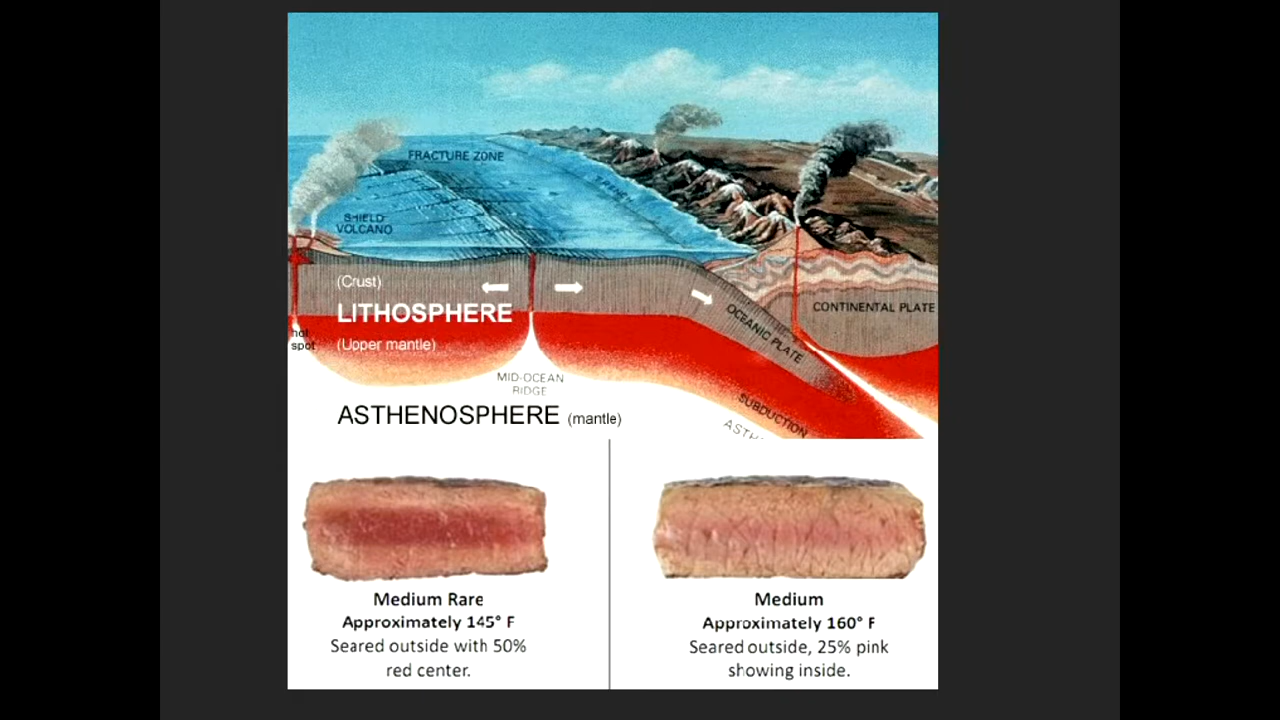 FRACTURE ZONE
TRENCH
SHIELD
VOLCANO
(Crust)
LITHOSPHERE
CONTINENTAL PLATE
OCEANIC PLATE
hot
spot
(Upper mantle)
MID-OCEAN
RIDGE
ASTHENOSPHERE (mantle)
SUBDUCTION
ASTH
Medium Rare
Approximately 145° F
Seared outside with 50%
red center.
Medium
Approximately 160° F
Seared outside, 25% pink
showing inside.